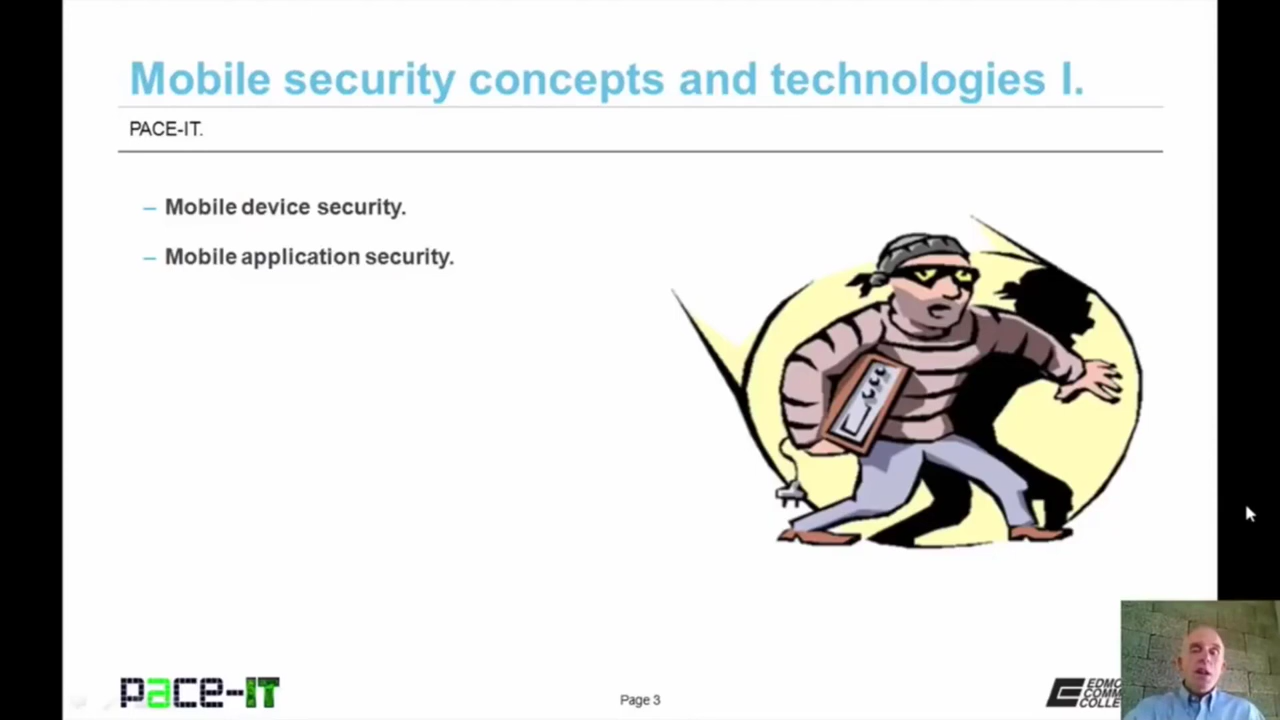 Mobile security concepts and technologies I.
PACE-IT.
– Mobile device security.
– Mobile application security.
pace-IT
Page 3